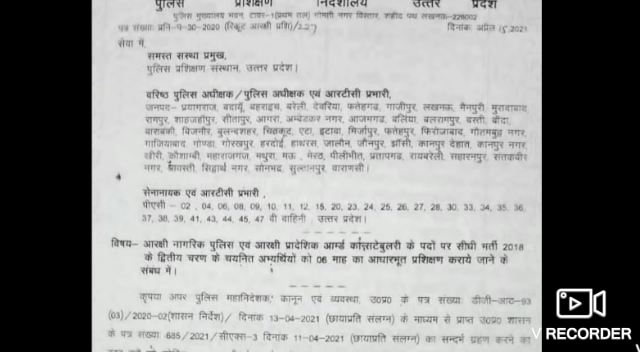 पुलिस प्रशिक्षण निदेशालय उत्तर प्रदेश
पुलिस मुख्यालय भवन, टावर-1(प्रथम तल) गोमती नगर विस्तार, शहीद पथ लखनऊ-226002
पत्र संख्याः प्रनि-प-30-2020 (रिक्रूट आरक्षी प्रशि)/227 दिनांकः अप्रैल 15, 2021
सेवा में,
समस्त संस्था प्रमुख,
पुलिस प्रशिक्षण संस्थान, उत्तर प्रदेश।
वरिष्ठ पुलिस अधीक्षक/पुलिस अधीक्षक एवं आरटीसी प्रभारी,
जनपद- प्रयागराज, बदायूँ, बहराइच, बरेली, देवरिया, फतेहगढ, गाजीपुर, लखनऊ, मैनपुरी मुरादाबाद
रामपुर, शाहजहाँपुर, सीतापुर, आगरा, अम्बेडकर नगर, आजमगढ, बलिया, बलरामपुर, बस्ती, बाँदा,
बाराबंकी, बिजनौर, बुलन्दशहर, चित्रकूट, एटा, इटावा, मिर्जापुर, फतेहपुर, फिरोजाबाद, गौतमबुद्ध नगर,
गाजियाबाद गोण्डा, गोरखपुर, हरदोई, हाथरस, जालौन, जौनपुर, झाँसी, कानपुर देहात, कानपुर नगर,
खीरी, कौशाम्बी, महाराजगंज, मथुरा, मऊ, मेरठ, पीलीभीत, प्रतापगढ, रायबरेली, सहारनपुर, संतकबीर
नगर, श्रावस्ती, सिद्धार्थ नगर, सोनभद्र, सुल्तानपुर, वाराणसी।
सेनानायक एवं आरटीसी प्रभारी,
पीएसी- 02, 04, 06, 08, 09, 10, 11, 12, 15, 20, 23, 24, 25, 26, 27, 28, 30, 33, 34, 35, 36,
37, 38, 39, 41, 43, 44, 45, 47 वी वाहिनी, उत्तर प्रदेश।
विषय- आरक्षी नागरिक पुलिस एवं आरक्षी प्रादेशिक आर्म्ड कांस्टाबेटुलरी के पदों पर सीधी भर्ती 2018
के द्वितीय चरण के चयनित अभ्यर्थियों को 06 माह का आधारभूत प्रशिक्षण कराये जाने के
संबंध में।
कृपया अपर पुलिस महानिदेशक, कानून एवं व्यवस्था, उ0प्र0 के पत्र संख्या डीजी-आठ-93
(03)/2020-02(शासन निर्देश)/ दिनांक 13-04-2021 (छायाप्रति संलग्न) के माध्यम से प्राप्त उ0प्र0 शासन
के पत्र संख्या 685/2021/सीएक्स-3 दिनांक 11-04-2021 (छायाप्रति संलग्न) का सन्दर्भ ग्रहण करने का
V RECORDER